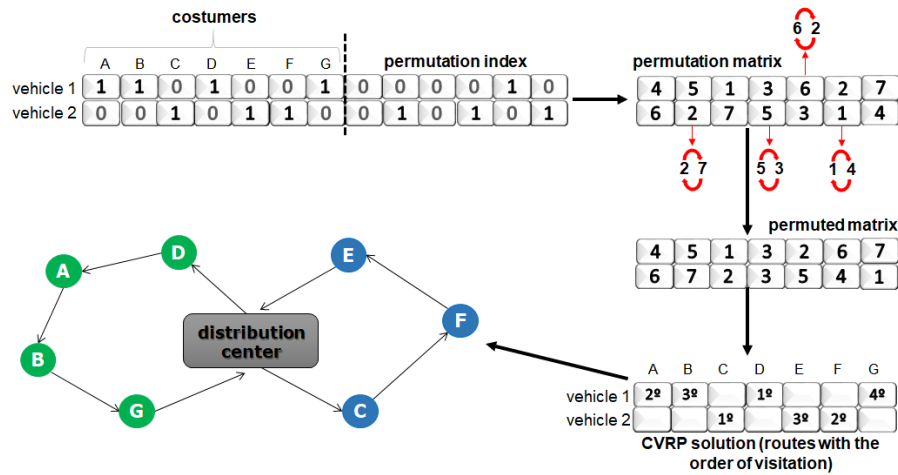 costumers
A B C D E F G
permutation index
vehicle 1 1 1 0 1 0 0 1 0 0 0 0 1 0
vehicle 2 0 0 1 0 1 1 0 0 1 0 1 0 1
6 2
permutation matrix
4 5 1 3 6 2 7
6 2 7 5 3 1 4
2 7 5 3 1 4
permuted matrix
4 5 1 3 2 6 7
6 7 2 3 5 4 1
A B C D E F G
vehicle 1 2º 3º 1º 4º
vehicle 2 1º 3º 2º
CVRP solution (routes with the
order of visitation)
D
E
A
F
distribution
center
B
G
C